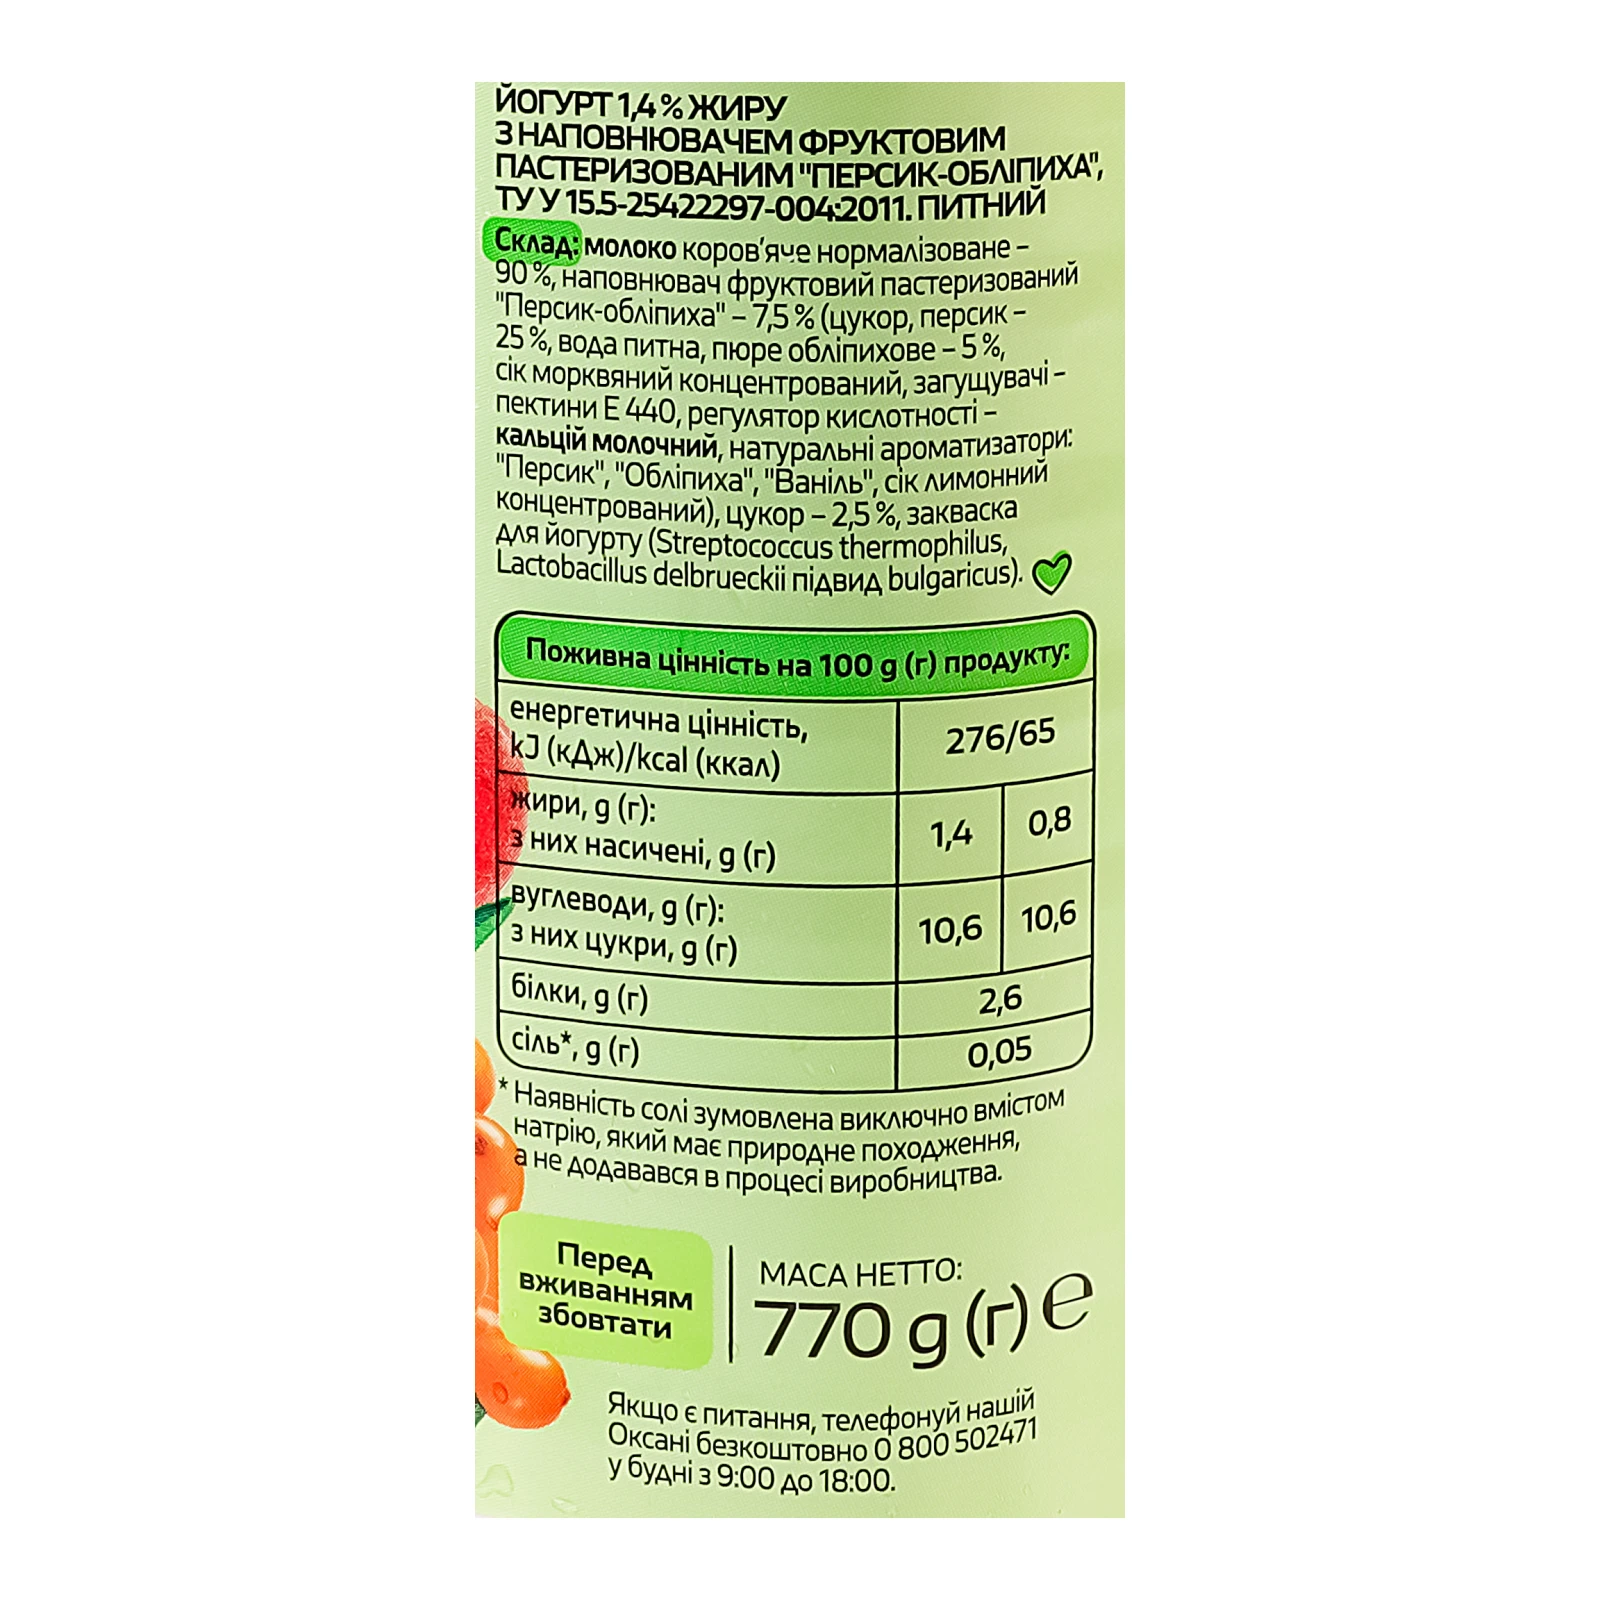 ЙОГУРТ 1,4 % ЖИРУ
З НАПОВНЮВАЧЕМ ФРУКТОВИМ
ПАСТЕРИЗОВАНИМ "ПЕРСИК-ОБЛІПИХА",
ТУ У 15.5-25422297-004:2011. ПИТНИЙ
Склад: молоко коров’яче нормалізоване –
90 %, наповнювач фруктовий пастеризований
"Персик-обліпиха" – 7,5 % (цукор, персик –
25 %, вода питна, пюре обліпихове – 5 %,
сік морквяний концентрований, загущувачі –
пектини Е 440, регулятор кислотності –
кальцій молочний, натуральні ароматизатори:
"Персик", "Обліпиха", "Ваніль", сік лимонний
концентрований), цукор – 2,5 %, закваска
для йогурту (Streptococcus thermophilus,
Lactobacillus delbrueckii підвид bulgaricus).
Поживна цінність на 100 g (г) продукту:
енергетична цінність,
kJ (кДж)/kcal (ккал)
276/65
жири, g (г):
з них насичені, g (г)
1,4 0,8
вуглеводи, g (г):
з них цукри, g (г)
10,6 10,6
білки, g (г) 2,6
сіль*, g (г) 0,05
* Наявність солі зумовлена виключно вмістом
натрію, який має природне походження,
а не додавався в процесі виробництва.
Перед
вживанням
збовтати
МАСА НЕТТО:
770 g (г) e
Якщо є питання, телефонуй нашій
Оксані безкоштовно 0 800 502471
у будні з 9:00 до 18:00.